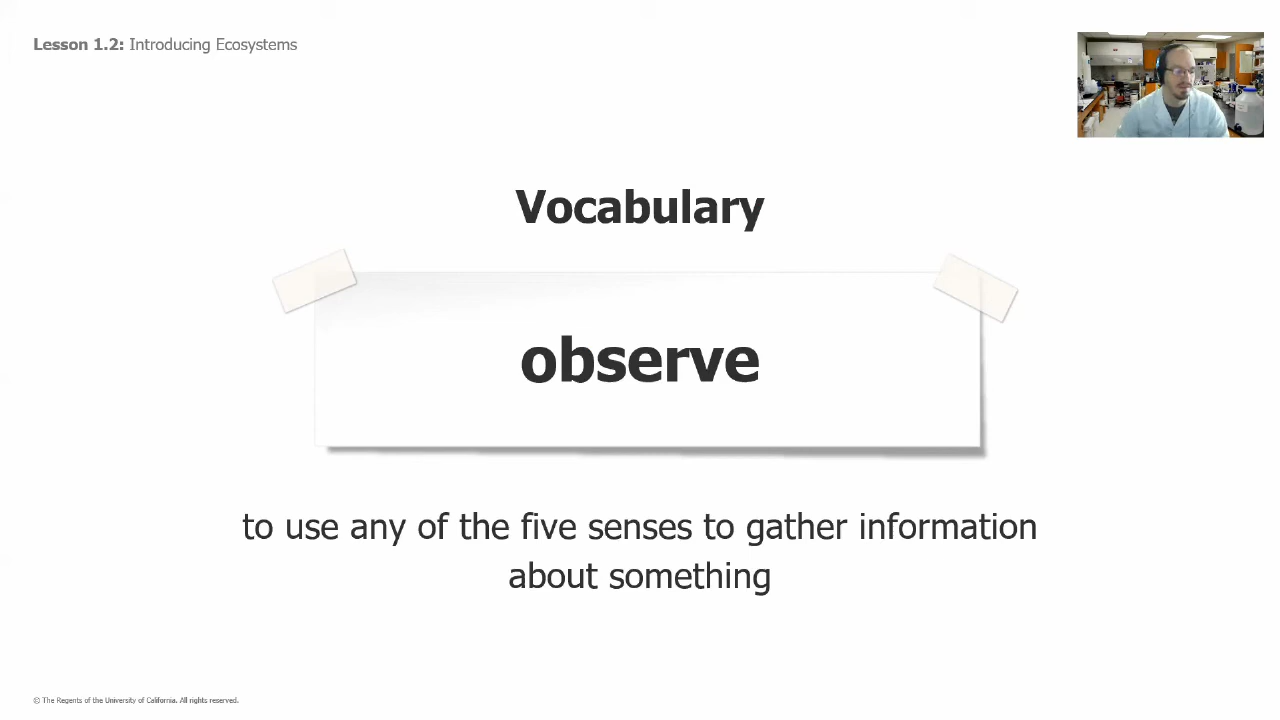 Lesson 1.2: Introducing Ecosystems
Vocabulary
observe
to use any of the five senses to gather information
about something
© The Regents of the University of California. All rights reserved.